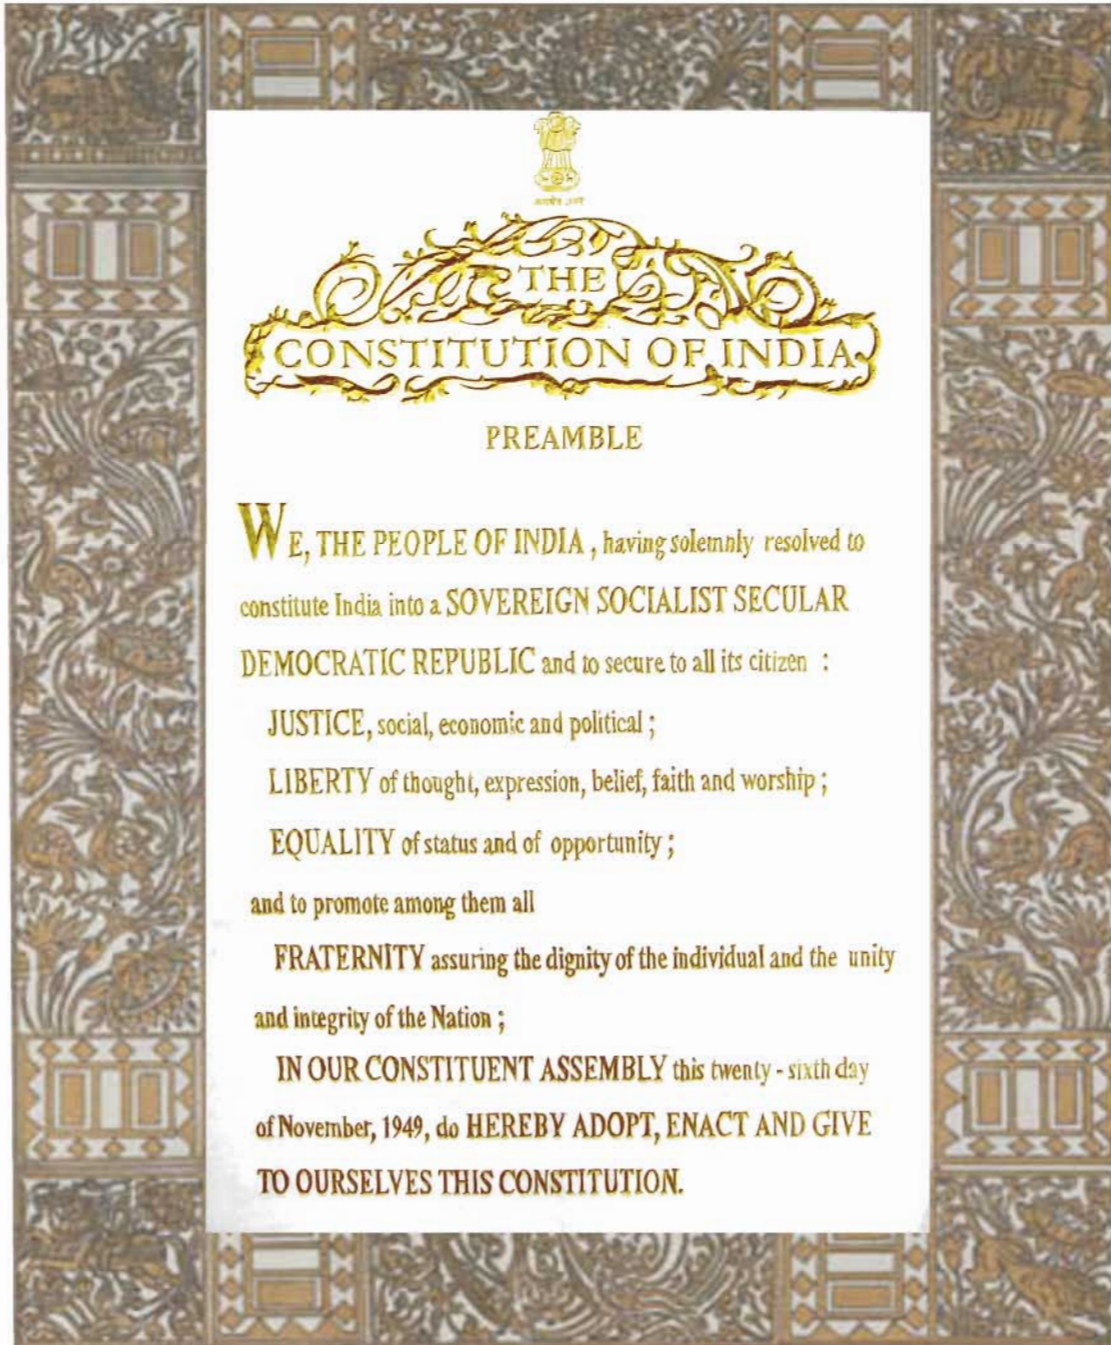 THE
CONSTITUTION OF INDIA
PREAMBLE
WE, THE PEOPLE OF INDIA , having solemnly resolved to
constitute India into a SOVEREIGN SOCIALIST SECULAR
DEMOCRATIC REPUBLIC and to secure to all its citizen :
JUSTICE, social, economic and political ;
LIBERTY of thought, expression, belief, faith and worship ;
EQUALITY of status and of opportunity ;
and to promote among them all
FRATERNITY assuring the dignity of the individual and the unity
and integrity of the Nation ;
IN OUR CONSTITUENT ASSEMBLY this twenty - sixth day
of November, 1949, do HEREBY ADOPT, ENACT AND GIVE
TO OURSELVES THIS CONSTITUTION.